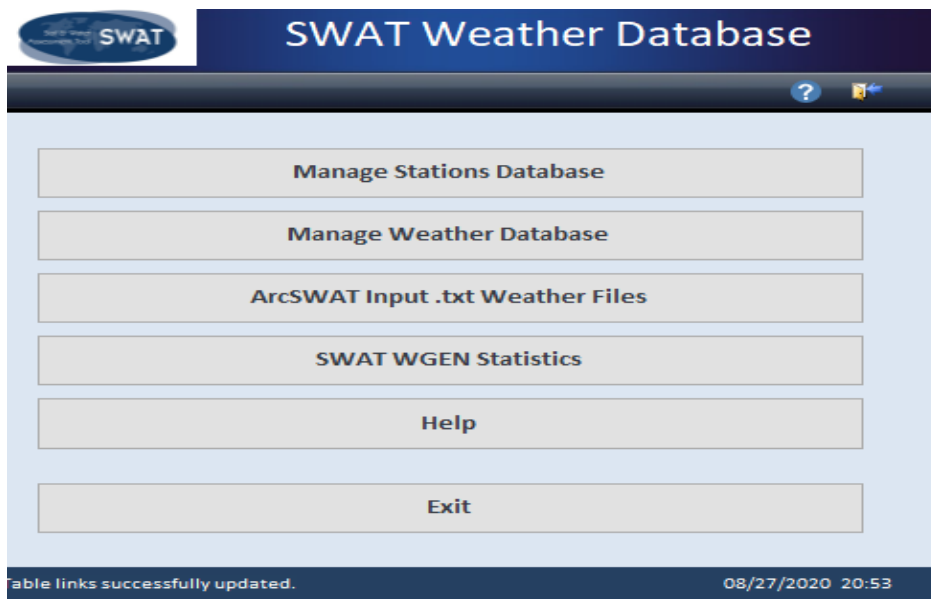 SWAT
SWAT Weather Database
?
Manage Stations Database
Manage Weather Database
ArcSWAT Input .txt Weather Files
SWAT WGEN Statistics
Help
Exit
Table links successfully updated.
08/27/2020 20:53